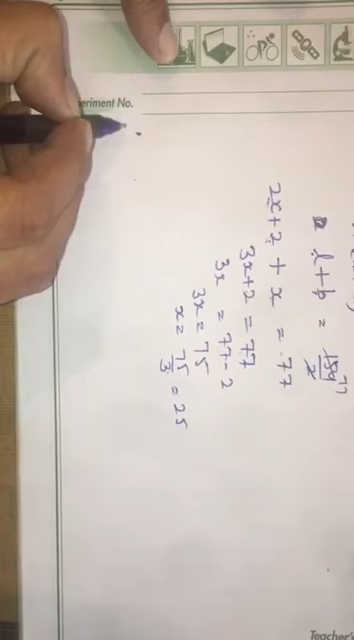 l + b = 154/2 77
2x + 2 + x = 77
3x + 2 = 77
3x = 77 - 2
3x = 75
x = 75/3 = 25
eriment No.
Teacher's